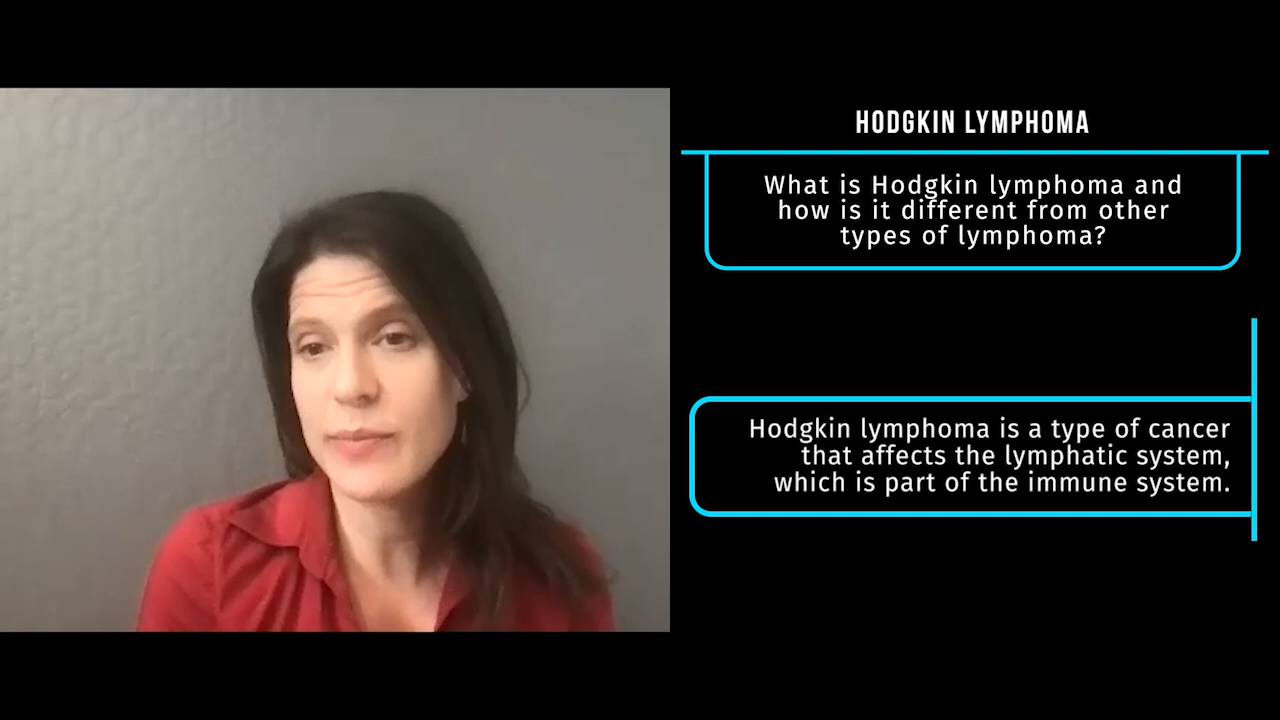 HODGKIN LYMPHOMA
What is Hodgkin lymphoma and
how is it different from other
types of lymphoma?
Hodgkin lymphoma is a type of cancer
that affects the lymphatic system,
which is part of the immune system.